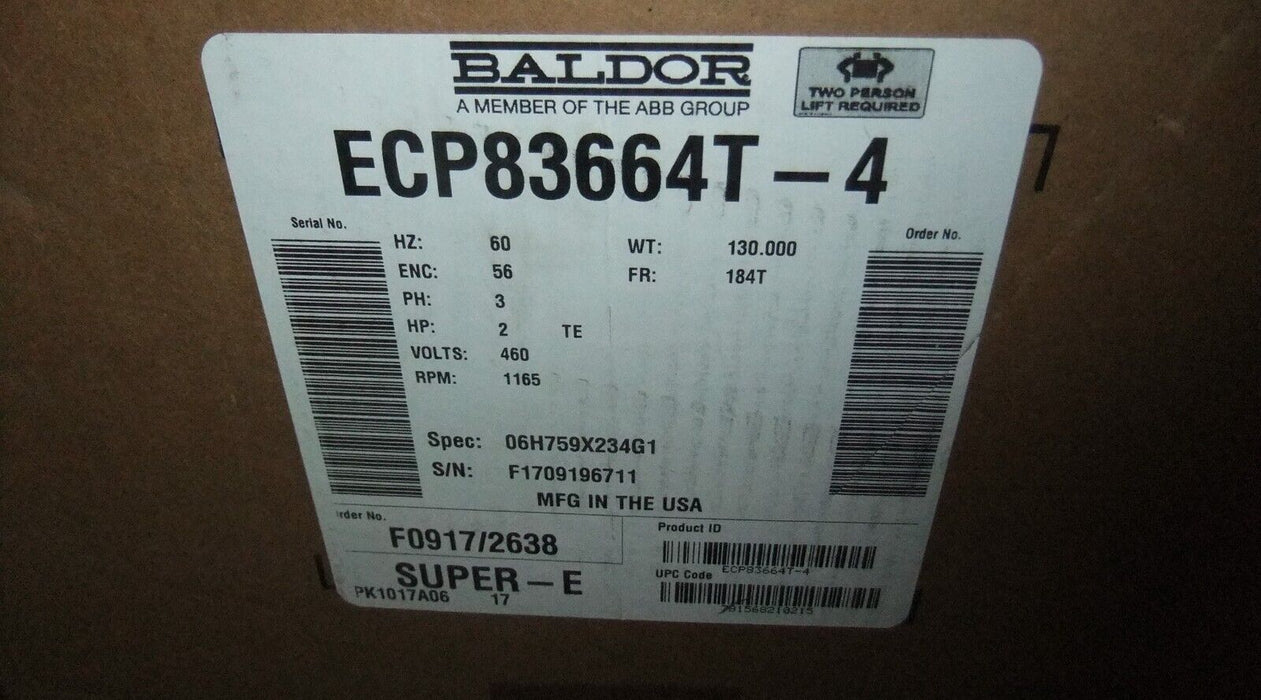 BALDOR
A MEMBER OF THE ABB GROUP
TWO PERSON
LIFT REQUIRED
ECP83664T-4
Serial No.
Order No.
HZ: 60 WT: 130.000
ENC: 56 FR: 184T
PH: 3
HP: 2 TE
VOLTS: 460
RPM: 1165
Spec: 06H759X234G1
S/N: F1709196711
MFG IN THE USA
rder No.
F0917/2638
SUPER-E
PK1017A06 17
Product ID
ECP83664T-4
UPC Code
781568210215